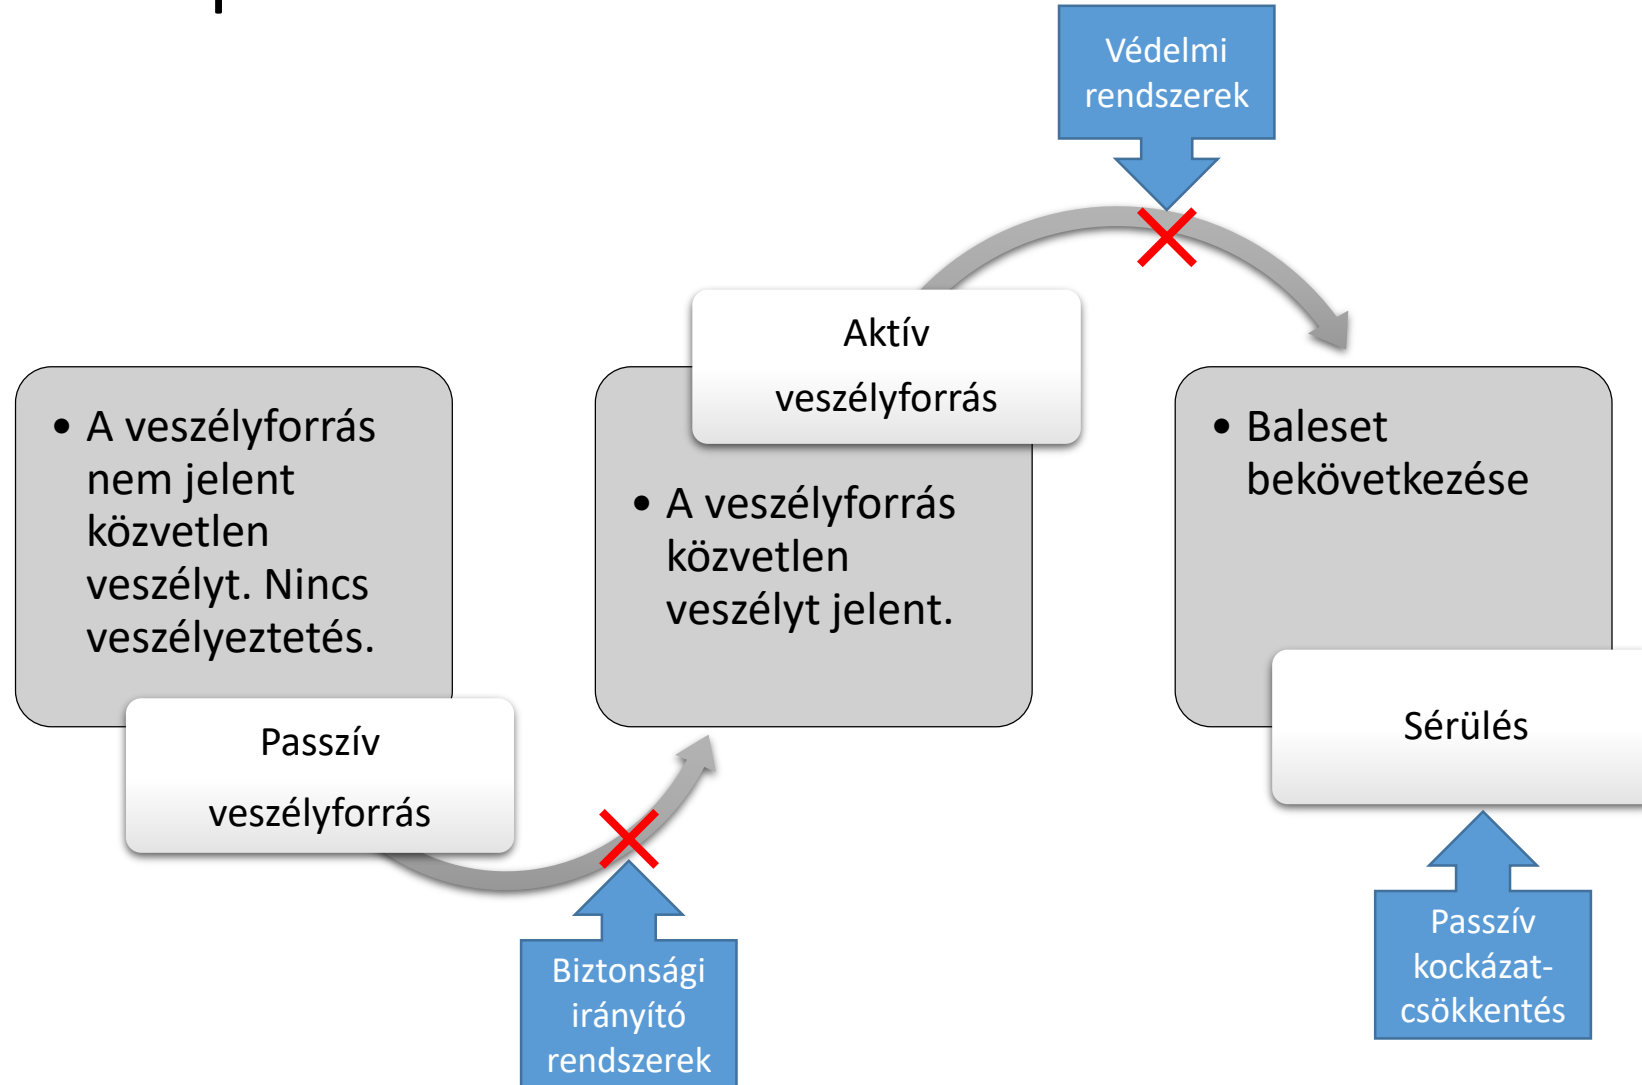 Védelmi
rendszerek
Aktív
veszélyforrás
• A veszélyforrás
nem jelent
közvetlen
veszélyt. Nincs
veszélyeztetés.
• A veszélyforrás
közvetlen
veszélyt jelent.
• Baleset
bekövetkezése
Passzív
veszélyforrás
Sérülés
Biztonsági
irányító
rendszerek
Passzív
kockázat-
csökkentés